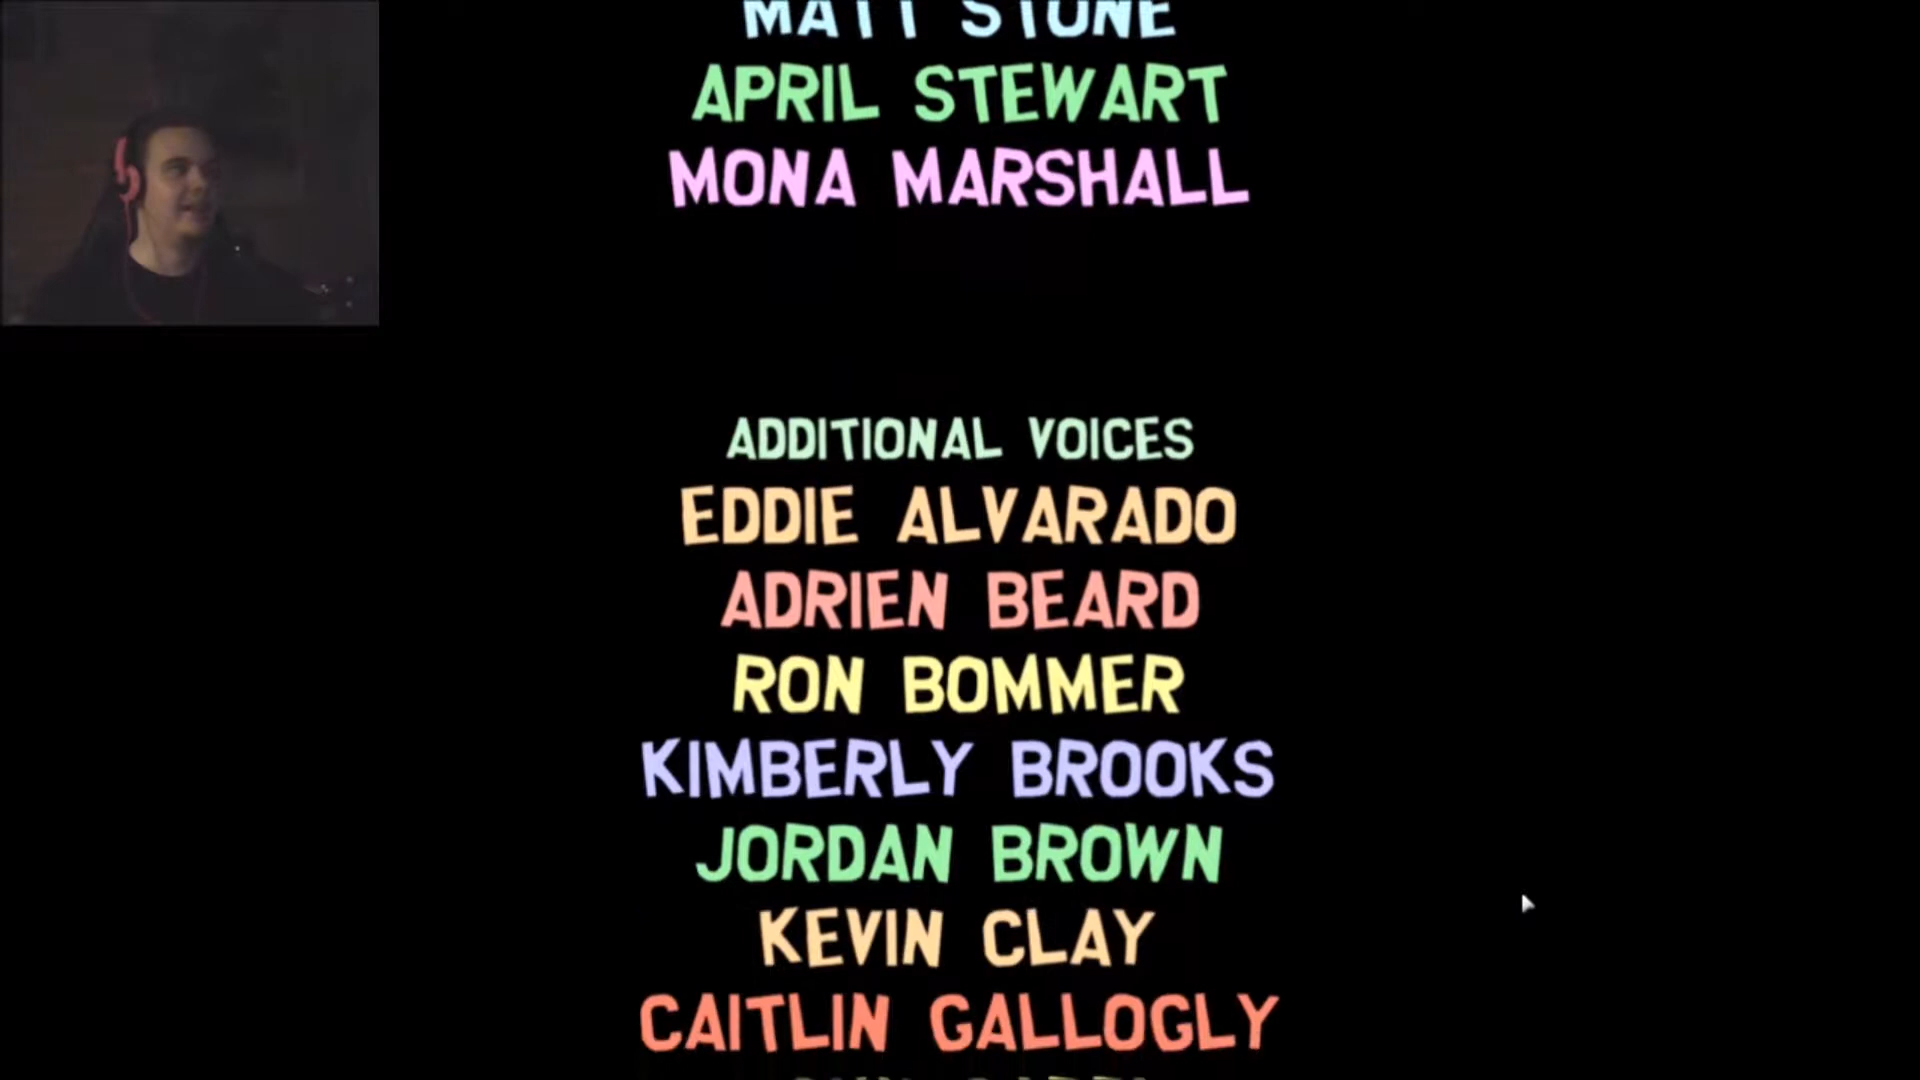 MATT STONE
APRIL STEWART
MONA MARSHALL
ADDITIONAL VOICES
EDDIE ALVARADO
ADRIEN BEARD
RON BOMMER
KIMBERLY BROOKS
JORDAN BROWN
KEVIN CLAY
CAITLIN GALLOGLY